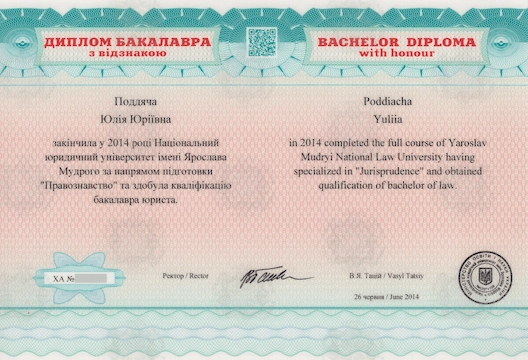 ДИПЛОМ БАКАЛАВРА
з відзнакою
BACHELOR DIPLOMA
with honour
Поддяча
Юлія Юріївна
закінчила у 2014 році Національний
юридичний університет імені Ярослава
Мудрого за напрямом підготовки
"Правознавство" та здобула кваліфікацію
бакалавра юриста.
Poddiacha
Yuliia
in 2014 completed the full course of Yaroslav
Mudryi National Law University having
specialized in "Jurisprudence" and obtained
qualification of bachelor of law.
ХА №
Ректор / Rector
В.Я. Тацій / Vasyl Tatsiy
26 червня / June 2014